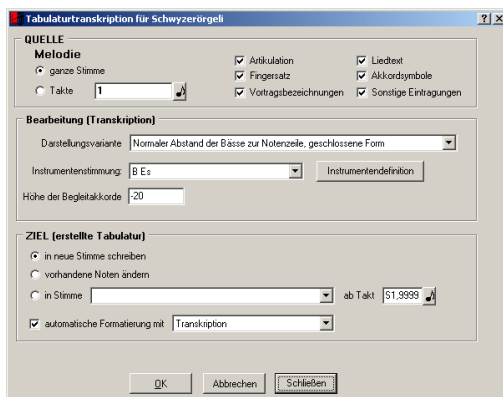 Tabulaturtranskription für Schwyzerörgeli
QUELLE
Melodie
ganze Stimme
Takte 1
Artikulation
Fingersatz
Vortragsbezeichnungen
Liedtext
Akkordsymbole
Sonstige Eintragungen
Bearbeitung (Transkription)
Darstellungsvariante Normaler Abstand der Bässe zur Notenzeile, geschlossene Form
Instrumentenstimmung: B Es Instrumentendefinition
Höhe der Begleitakkorde -20
ZIEL (erstellte Tabulatur)
in neue Stimme schreiben
vorhandene Noten ändern
in Stimme ab Takt S1,9999
automatische Formatierung mit Transkription
OK Abbrechen Schließen